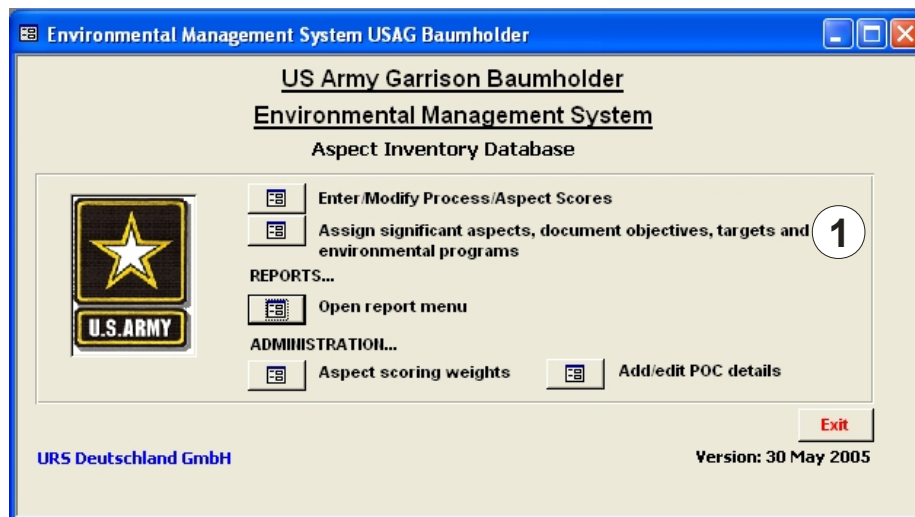 Environmental Management System USAG Baumholder
US Army Garrison Baumholder
Environmental Management System
Aspect Inventory Database
Enter/Modify Process/Aspect Scores
Assign significant aspects, document objectives, targets and
environmental programs
1
REPORTS...
Open report menu
U.S.ARMY
ADMINISTRATION...
Aspect scoring weights
Add/edit POC details
Exit
URS Deutschland GmbH
Version: 30 May 2005